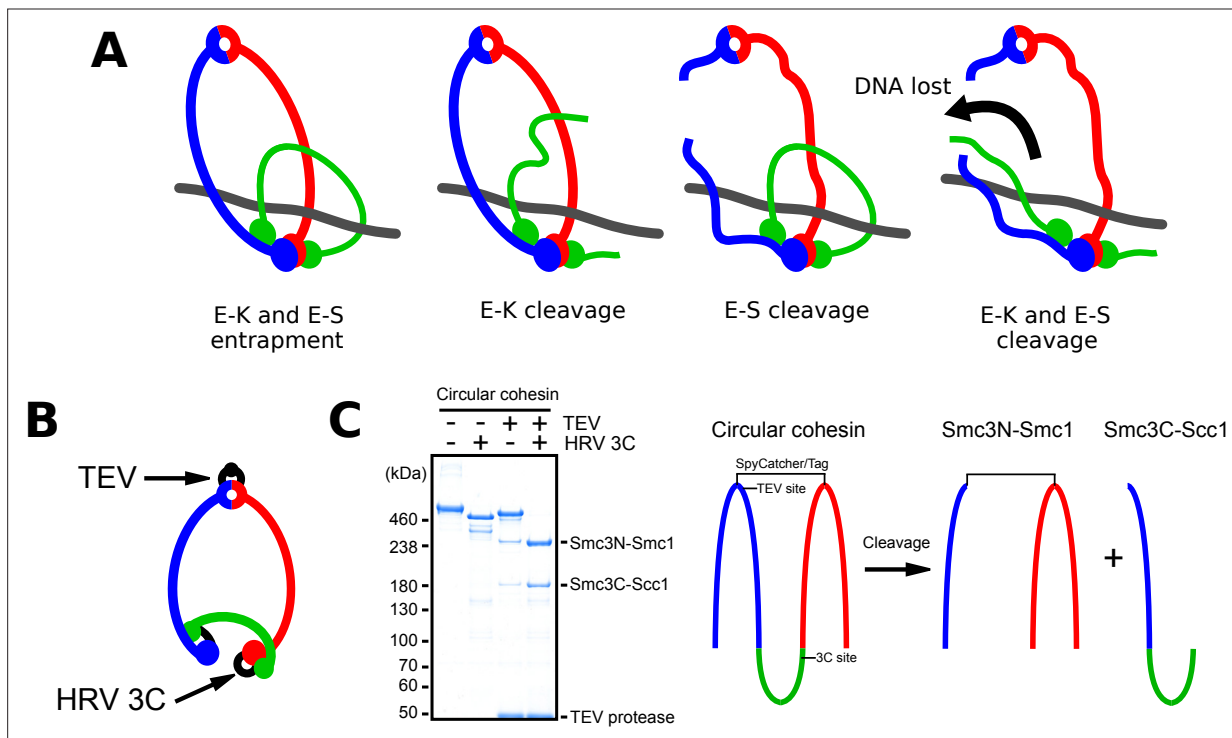 A
DNA lost
E-K and E-S
entrapment
E-K cleavage
E-S cleavage
E-K and E-S
cleavage
B
TEV
HRV 3C
C
Circular cohesin
- - + + TEV
- + - + HRV 3C
(kDa)
460
238
180
130
100
70
60
50
Smc3N-Smc1
Smc3C-Scc1
TEV protease
Circular cohesin
SpyCatcher/Tag
TEV site
3C site
Cleavage
Smc3N-Smc1
+
Smc3C-Scc1